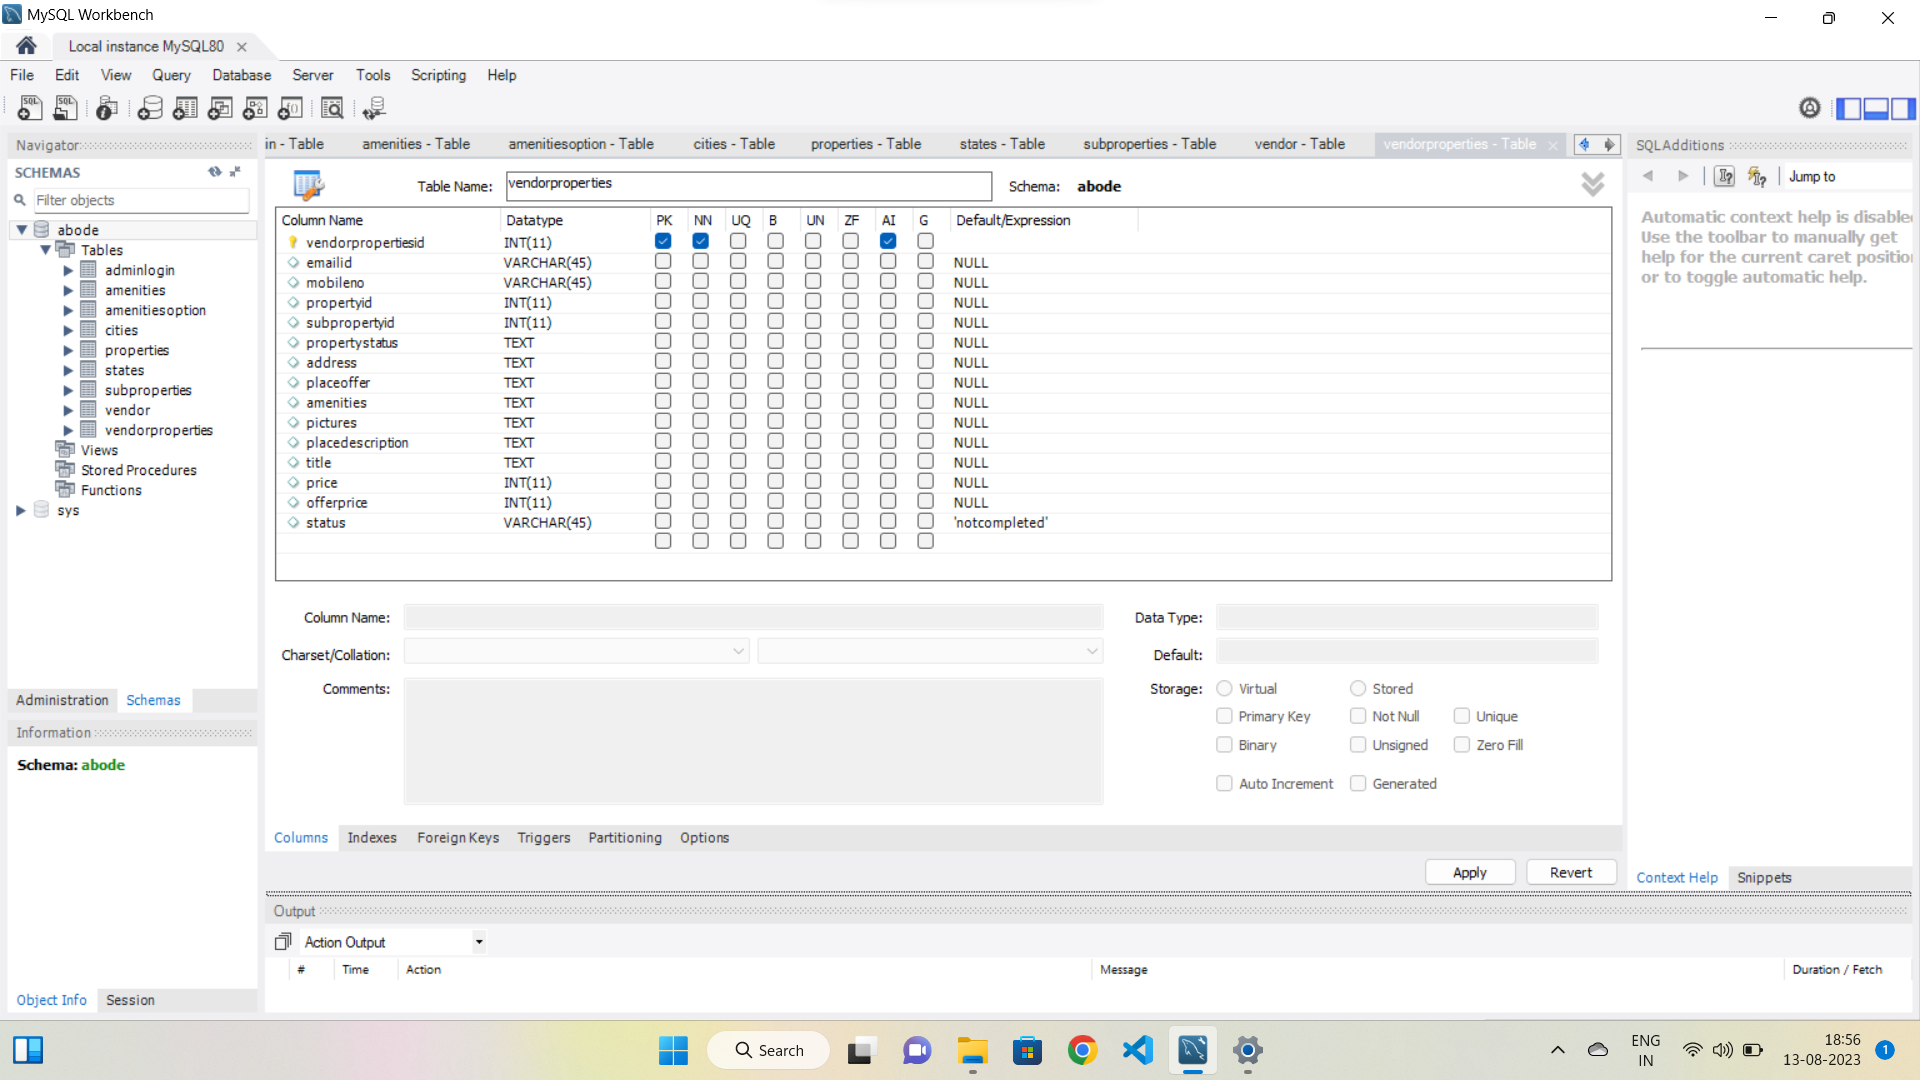 MySQL Workbench
Local instance MySQL80
File Edit View Query Database Server Tools Scripting Help
Navigator
SCHEMAS
Filter objects
abode
Tables
adminlogin
amenities
amenitiesoption
cities
properties
states
subproperties
vendor
vendorproperties
Views
Stored Procedures
Functions
sys
Administration Schemas
Information
Schema: abode
Object Info Session
in - Table amenities - Table amenitiesoption - Table cities - Table properties - Table states - Table subproperties - Table vendor - Table vendorproperties - Table
Table Name: vendorproperties Schema: abode
Column Name Datatype PK NN UQ B UN ZF AI G Default/Expression
vendorpropertiesid INT(11)
emailid VARCHAR(45) NULL
mobileno VARCHAR(45) NULL
propertyid INT(11) NULL
subpropertyid INT(11) NULL
propertystatus TEXT NULL
address TEXT NULL
placeoffer TEXT NULL
amenities TEXT NULL
pictures TEXT NULL
placedescription TEXT NULL
title TEXT NULL
price INT(11) NULL
offerprice INT(11) NULL
status VARCHAR(45) 'notcompleted'
Column Name: Data Type:
Charset/Collation: Default:
Comments: Storage: Virtual Stored
Primary Key Not Null Unique
Binary Unsigned Zero Fill
Auto Increment Generated
Columns Indexes Foreign Keys Triggers Partitioning Options
Apply Revert
Output
Action Output
# Time Action Message Duration / Fetch
SQLAdditions
Jump to
Automatic context help is disabled
Use the toolbar to manually get
help for the current caret position
or to toggle automatic help.
Context Help Snippets
Search
ENG
IN
18:56
13-08-2023
1